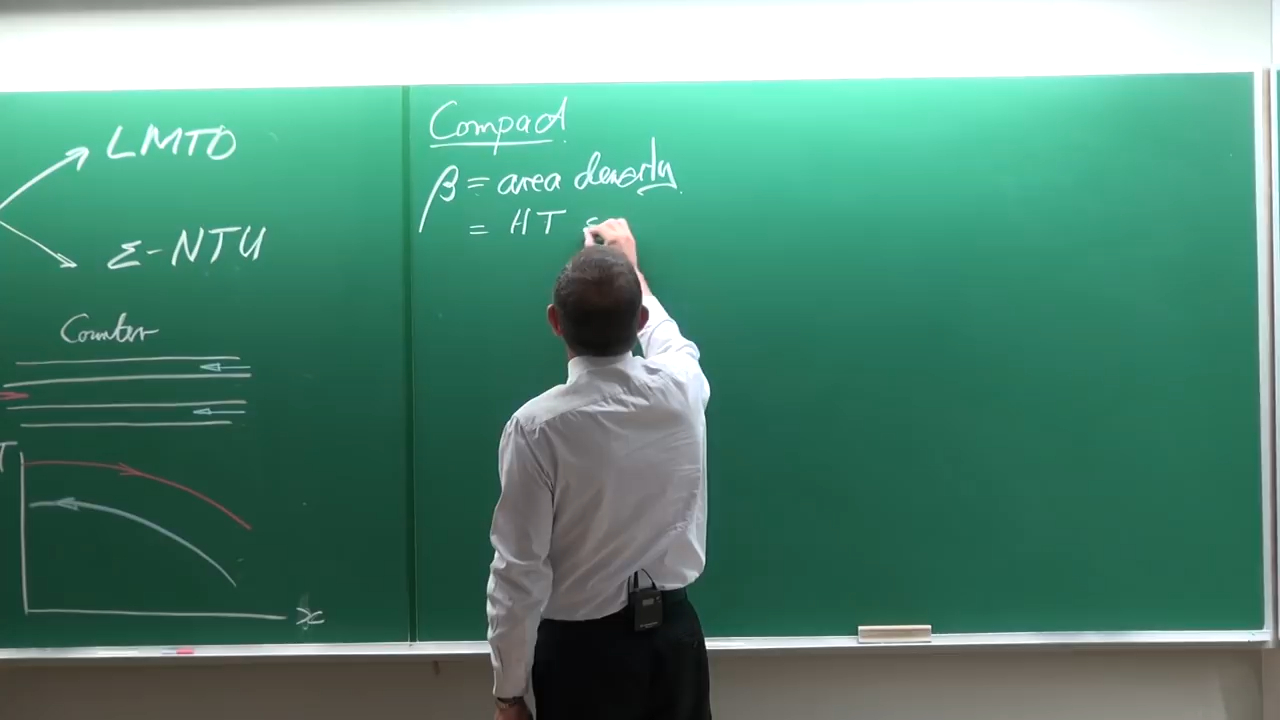 LMTD
ε-NTU
Counter
T
x
Compact
β = area density
= HT s